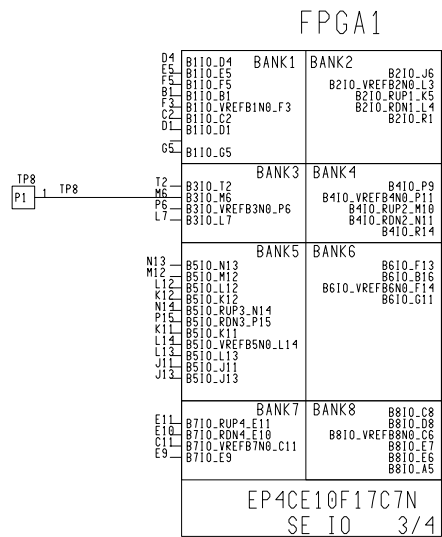 FPGA1
BANK1
D4 B1IO_D4
E5 B1IO_E5
F5 B1IO_F5
B1 B1IO_B1
F3 B1IO_VREFB1N0_F3
C2 B1IO_C2
D1 B1IO_D1
G5 B1IO_G5
BANK2
B2IO_J6
B2IO_VREFB2N0_L3
B2IO_RUP1_K5
B2IO_RDN1_L4
B2IO_R1
TP8
P1 1 TP8
BANK3
T2 B3IO_T2
M6 B3IO_M6
P6 B3IO_VREFB3N0_P6
L7 B3IO_L7
BANK4
B4IO_P9
B4IO_VREFB4N0_P11
B4IO_RUP2_M10
B4IO_RDN2_N11
B4IO_R14
BANK5
N13 B5IO_N13
M12 B5IO_M12
L12 B5IO_L12
K12 B5IO_K12
N14 B5IO_RUP3_N14
P15 B5IO_RDN3_P15
K11 B5IO_K11
L14 B5IO_VREFB5N0_L14
L13 B5IO_L13
J11 B5IO_J11
J13 B5IO_J13
BANK6
B6IO_F13
B6IO_B16
B6IO_VREFB6N0_F14
B6IO_G11
BANK7
E11 B7IO_RUP4_E11
E10 B7IO_RDN4_E10
C11 B7IO_VREFB7N0_C11
E9 B7IO_E9
BANK8
B8IO_C8
B8IO_D8
B8IO_VREFB8N0_C6
B8IO_E7
B8IO_E6
B8IO_A5
EP4CE10F17C7N
SE IO 3/4